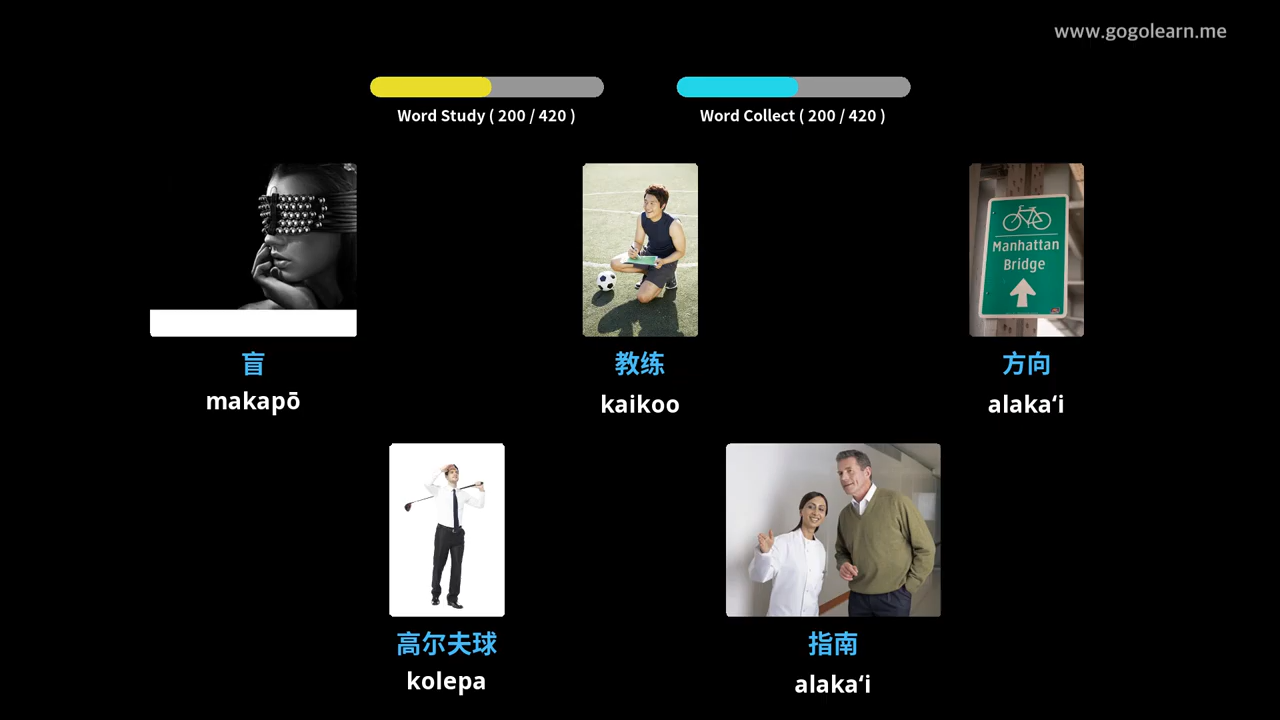 www.gogolearn.me
Word Study ( 200 / 420 )
Word Collect ( 200 / 420 )
Manhattan
Bridge
盲
makapō
教练
kaikoo
方向
alakaʻi
高尔夫球
kolepa
指南
alakaʻi